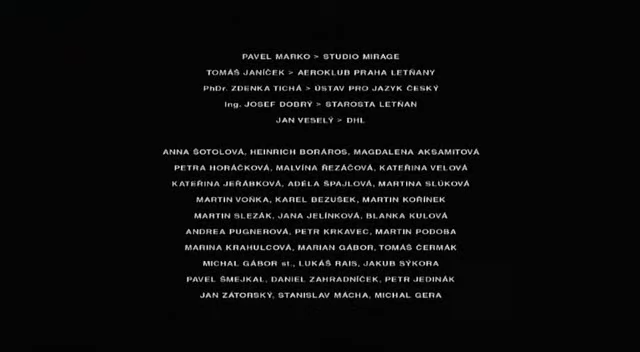 PAVEL MARKO > STUDIO MIRAGE
TOMÁŠ JANÍČEK > AEROKLUB PRAHA LETŇANY
PhDr. ZDENKA TICHÁ > ÚSTAV PRO JAZYK ČESKÝ
Ing. JOSEF DOBRÝ > STAROSTA LETŇAN
JAN VESELÝ > DHL
ANNA ŠOTOLOVÁ, HEINRICH BORÁROS, MAGDALENA AKSAMITOVÁ
PETRA HORÁČKOVÁ, MALVÍNA ŘEZÁČOVÁ, KATEŘINA VELOVÁ
KATEŘINA JEŘÁBKOVÁ, ADÉLA ŠPAJLOVÁ, MARTINA SLÚKOVÁ
MARTIN VOŇKA, KAREL BEZUŠEK, MARTIN KOŘÍNEK
MARTIN SLEZÁK, JANA JELÍNKOVÁ, BLANKA KULOVÁ
ANDREA PUGNEROVÁ, PETR KRKAVEC, MARTIN PODOBA
MARINA KRAHULCOVÁ, MARIAN GÁBOR, TOMÁŠ ČERMÁK
MICHAL GÁBOR st., LUKÁŠ RAIS, JAKUB SÝKORA
PAVEL ŠMEJKAL, DANIEL ZAHRADNÍČEK, PETR JEDINÁK
JAN ZÁTORSKÝ, STANISLAV MÁCHA, MICHAL GERA